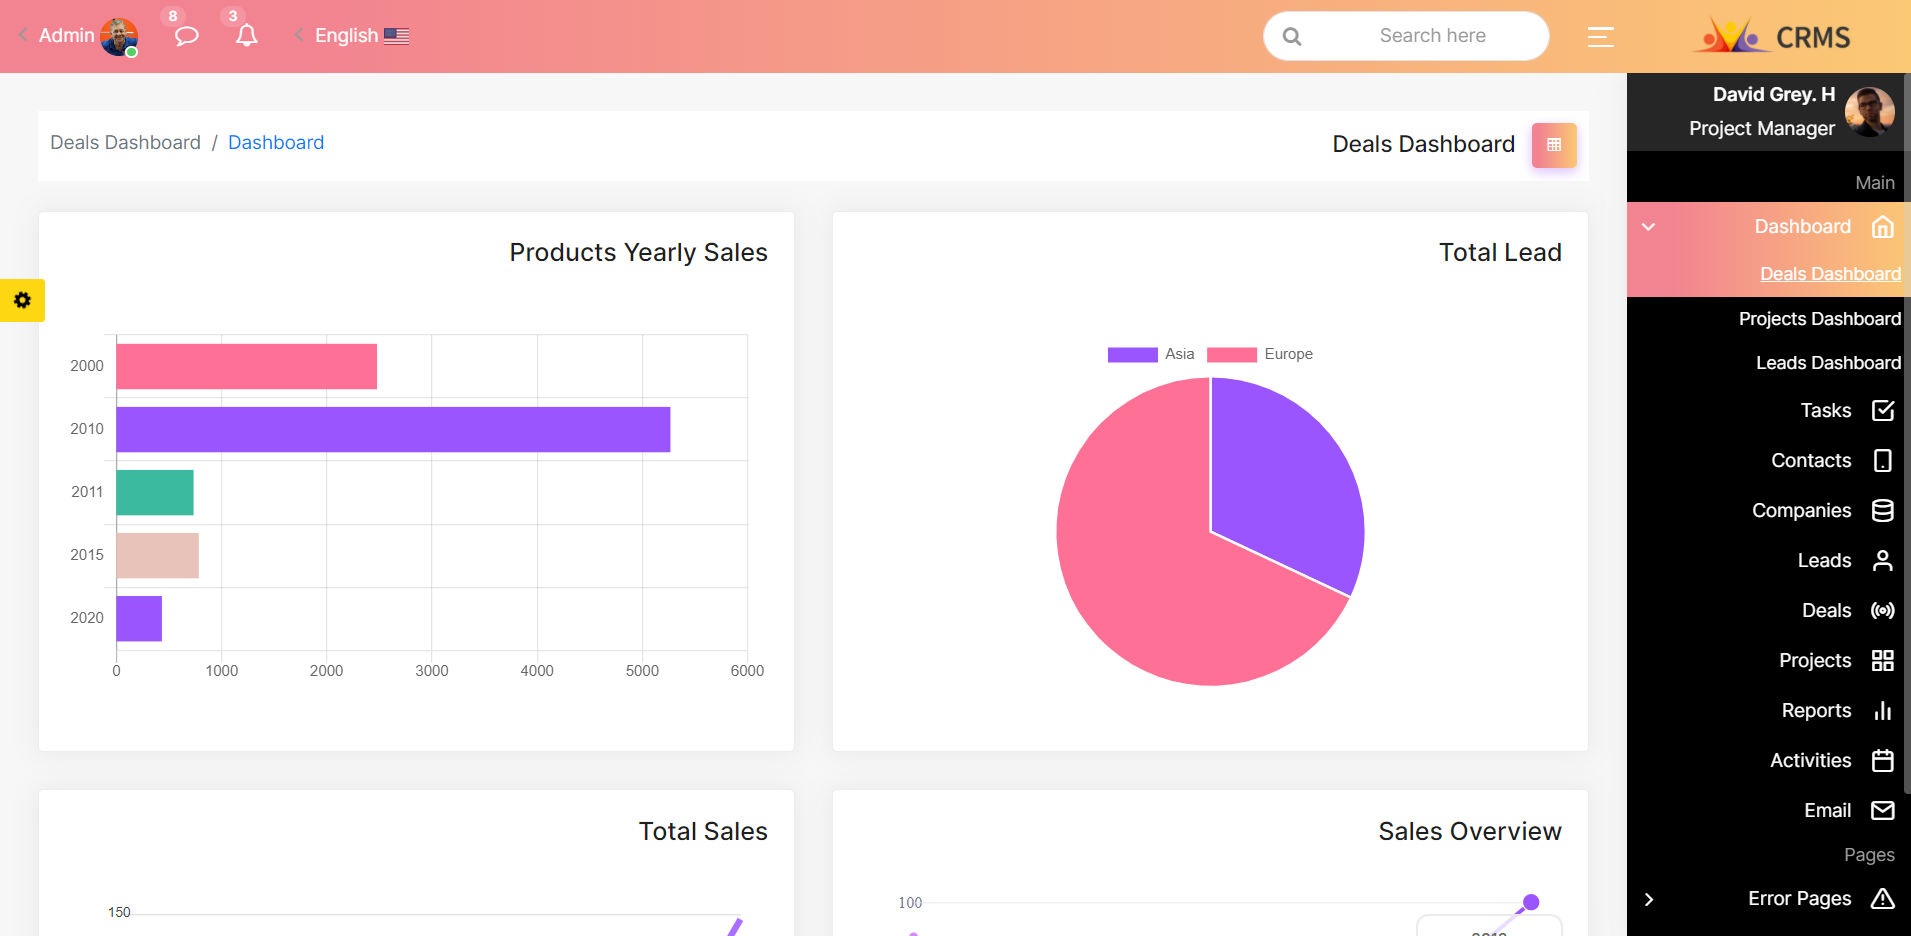 Admin
8
3
English
Search here
CRMS
David Grey. H
Project Manager
Deals Dashboard / Dashboard
Deals Dashboard
Main
Dashboard
Deals Dashboard
Projects Dashboard
Leads Dashboard
Tasks
Contacts
Companies
Leads
Deals
Projects
Reports
Activities
Email
Pages
Error Pages
Products Yearly Sales
2000
2010
2011
2015
2020
0 1000 2000 3000 4000 5000 6000
Total Lead
Asia Europe
Total Sales
150
Sales Overview
100